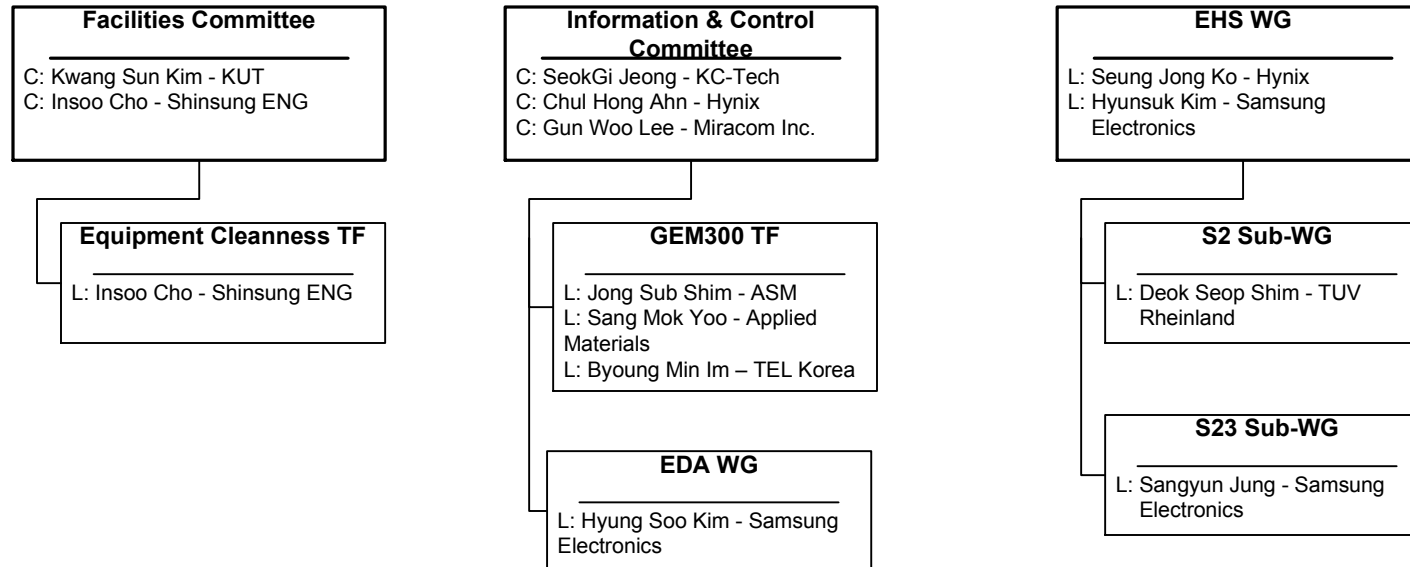 Facilities Committee
C: Kwang Sun Kim - KUT
C: Insoo Cho - Shinsung ENG
Equipment Cleanness TF
L: Insoo Cho - Shinsung ENG
Information & Control
Committee
C: SeokGi Jeong - KC-Tech
C: Chul Hong Ahn - Hynix
C: Gun Woo Lee - Miracom Inc.
GEM300 TF
L: Jong Sub Shim - ASM
L: Sang Mok Yoo - Applied
Materials
L: Byoung Min Im – TEL Korea
EDA WG
L: Hyung Soo Kim - Samsung
Electronics
EHS WG
L: Seung Jong Ko - Hynix
L: Hyunsuk Kim - Samsung
Electronics
S2 Sub-WG
L: Deok Seop Shim - TUV
Rheinland
S23 Sub-WG
L: Sangyun Jung - Samsung
Electronics